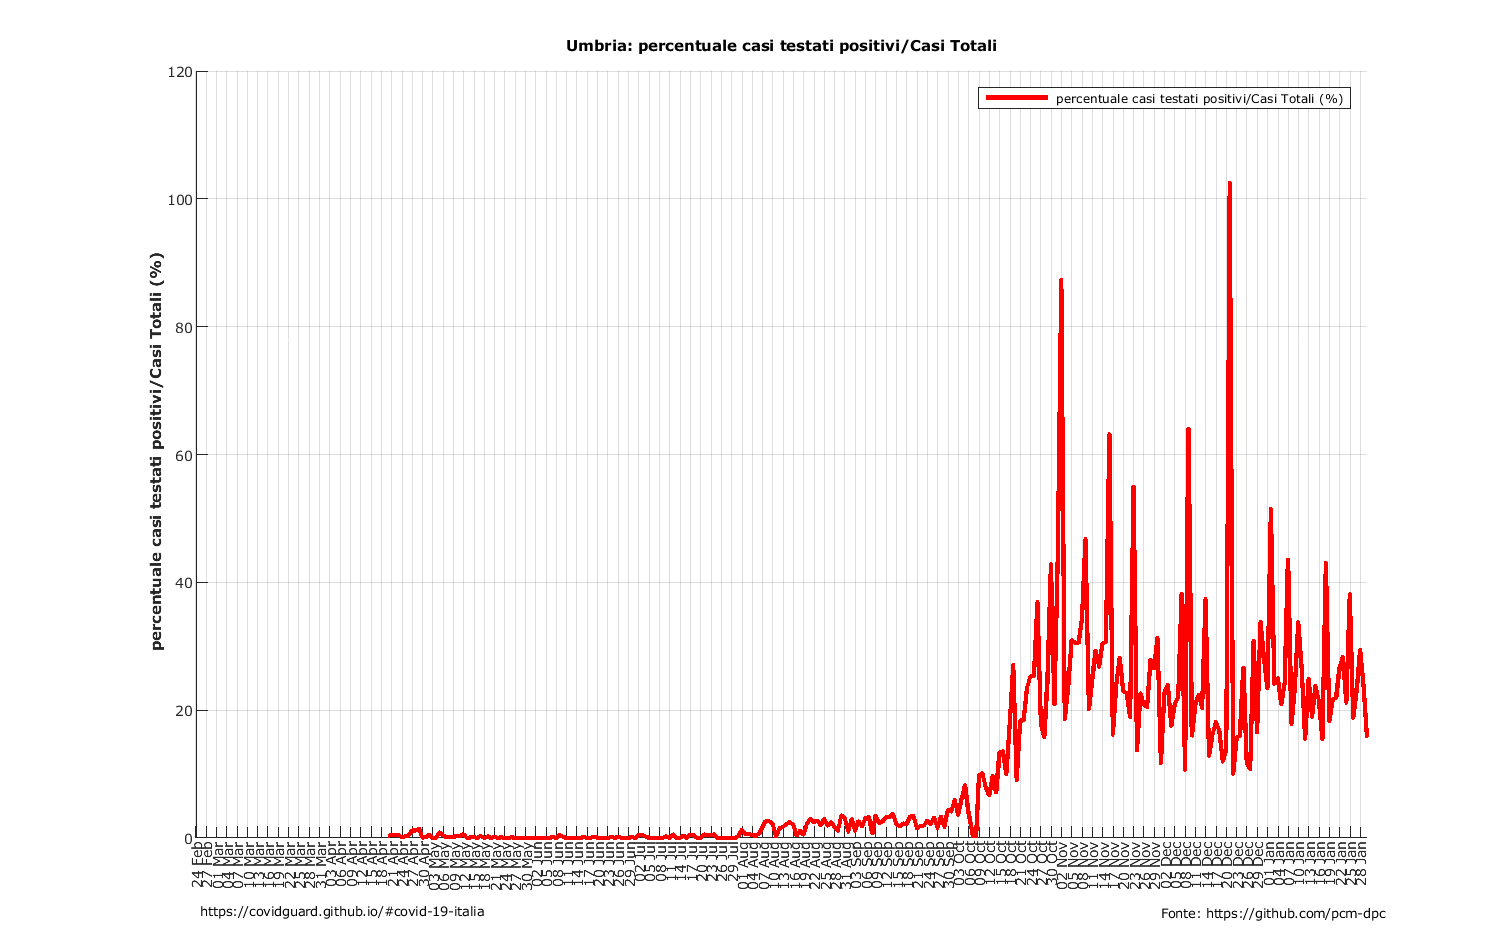 Umbria: percentuale casi testati positivi/Casi Totali
percentuale casi testati positivi/Casi Totali (%)
percentuale casi testati positivi/Casi Totali (%)
120
100
80
60
40
20
0
24 Feb
27 Feb
01 Mar
04 Mar
07 Mar
10 Mar
13 Mar
16 Mar
19 Mar
22 Mar
25 Mar
28 Mar
31 Mar
03 Apr
06 Apr
09 Apr
12 Apr
15 Apr
18 Apr
21 Apr
24 Apr
27 Apr
30 Apr
03 May
06 May
09 May
12 May
15 May
18 May
21 May
24 May
27 May
30 May
02 Jun
05 Jun
08 Jun
11 Jun
14 Jun
17 Jun
20 Jun
23 Jun
26 Jun
29 Jun
02 Jul
05 Jul
08 Jul
11 Jul
14 Jul
17 Jul
20 Jul
23 Jul
26 Jul
29 Jul
01 Aug
04 Aug
07 Aug
10 Aug
13 Aug
16 Aug
19 Aug
22 Aug
25 Aug
28 Aug
31 Aug
03 Sep
06 Sep
09 Sep
12 Sep
15 Sep
18 Sep
21 Sep
24 Sep
27 Sep
30 Sep
03 Oct
06 Oct
09 Oct
12 Oct
15 Oct
18 Oct
21 Oct
24 Oct
27 Oct
30 Oct
02 Nov
05 Nov
08 Nov
11 Nov
14 Nov
17 Nov
20 Nov
23 Nov
26 Nov
29 Nov
02 Dec
05 Dec
08 Dec
11 Dec
14 Dec
17 Dec
20 Dec
23 Dec
26 Dec
29 Dec
01 Jan
04 Jan
07 Jan
10 Jan
13 Jan
16 Jan
19 Jan
22 Jan
25 Jan
28 Jan
https://covidguard.github.io/#covid-19-italia
Fonte: https://github.com/pcm-dpc